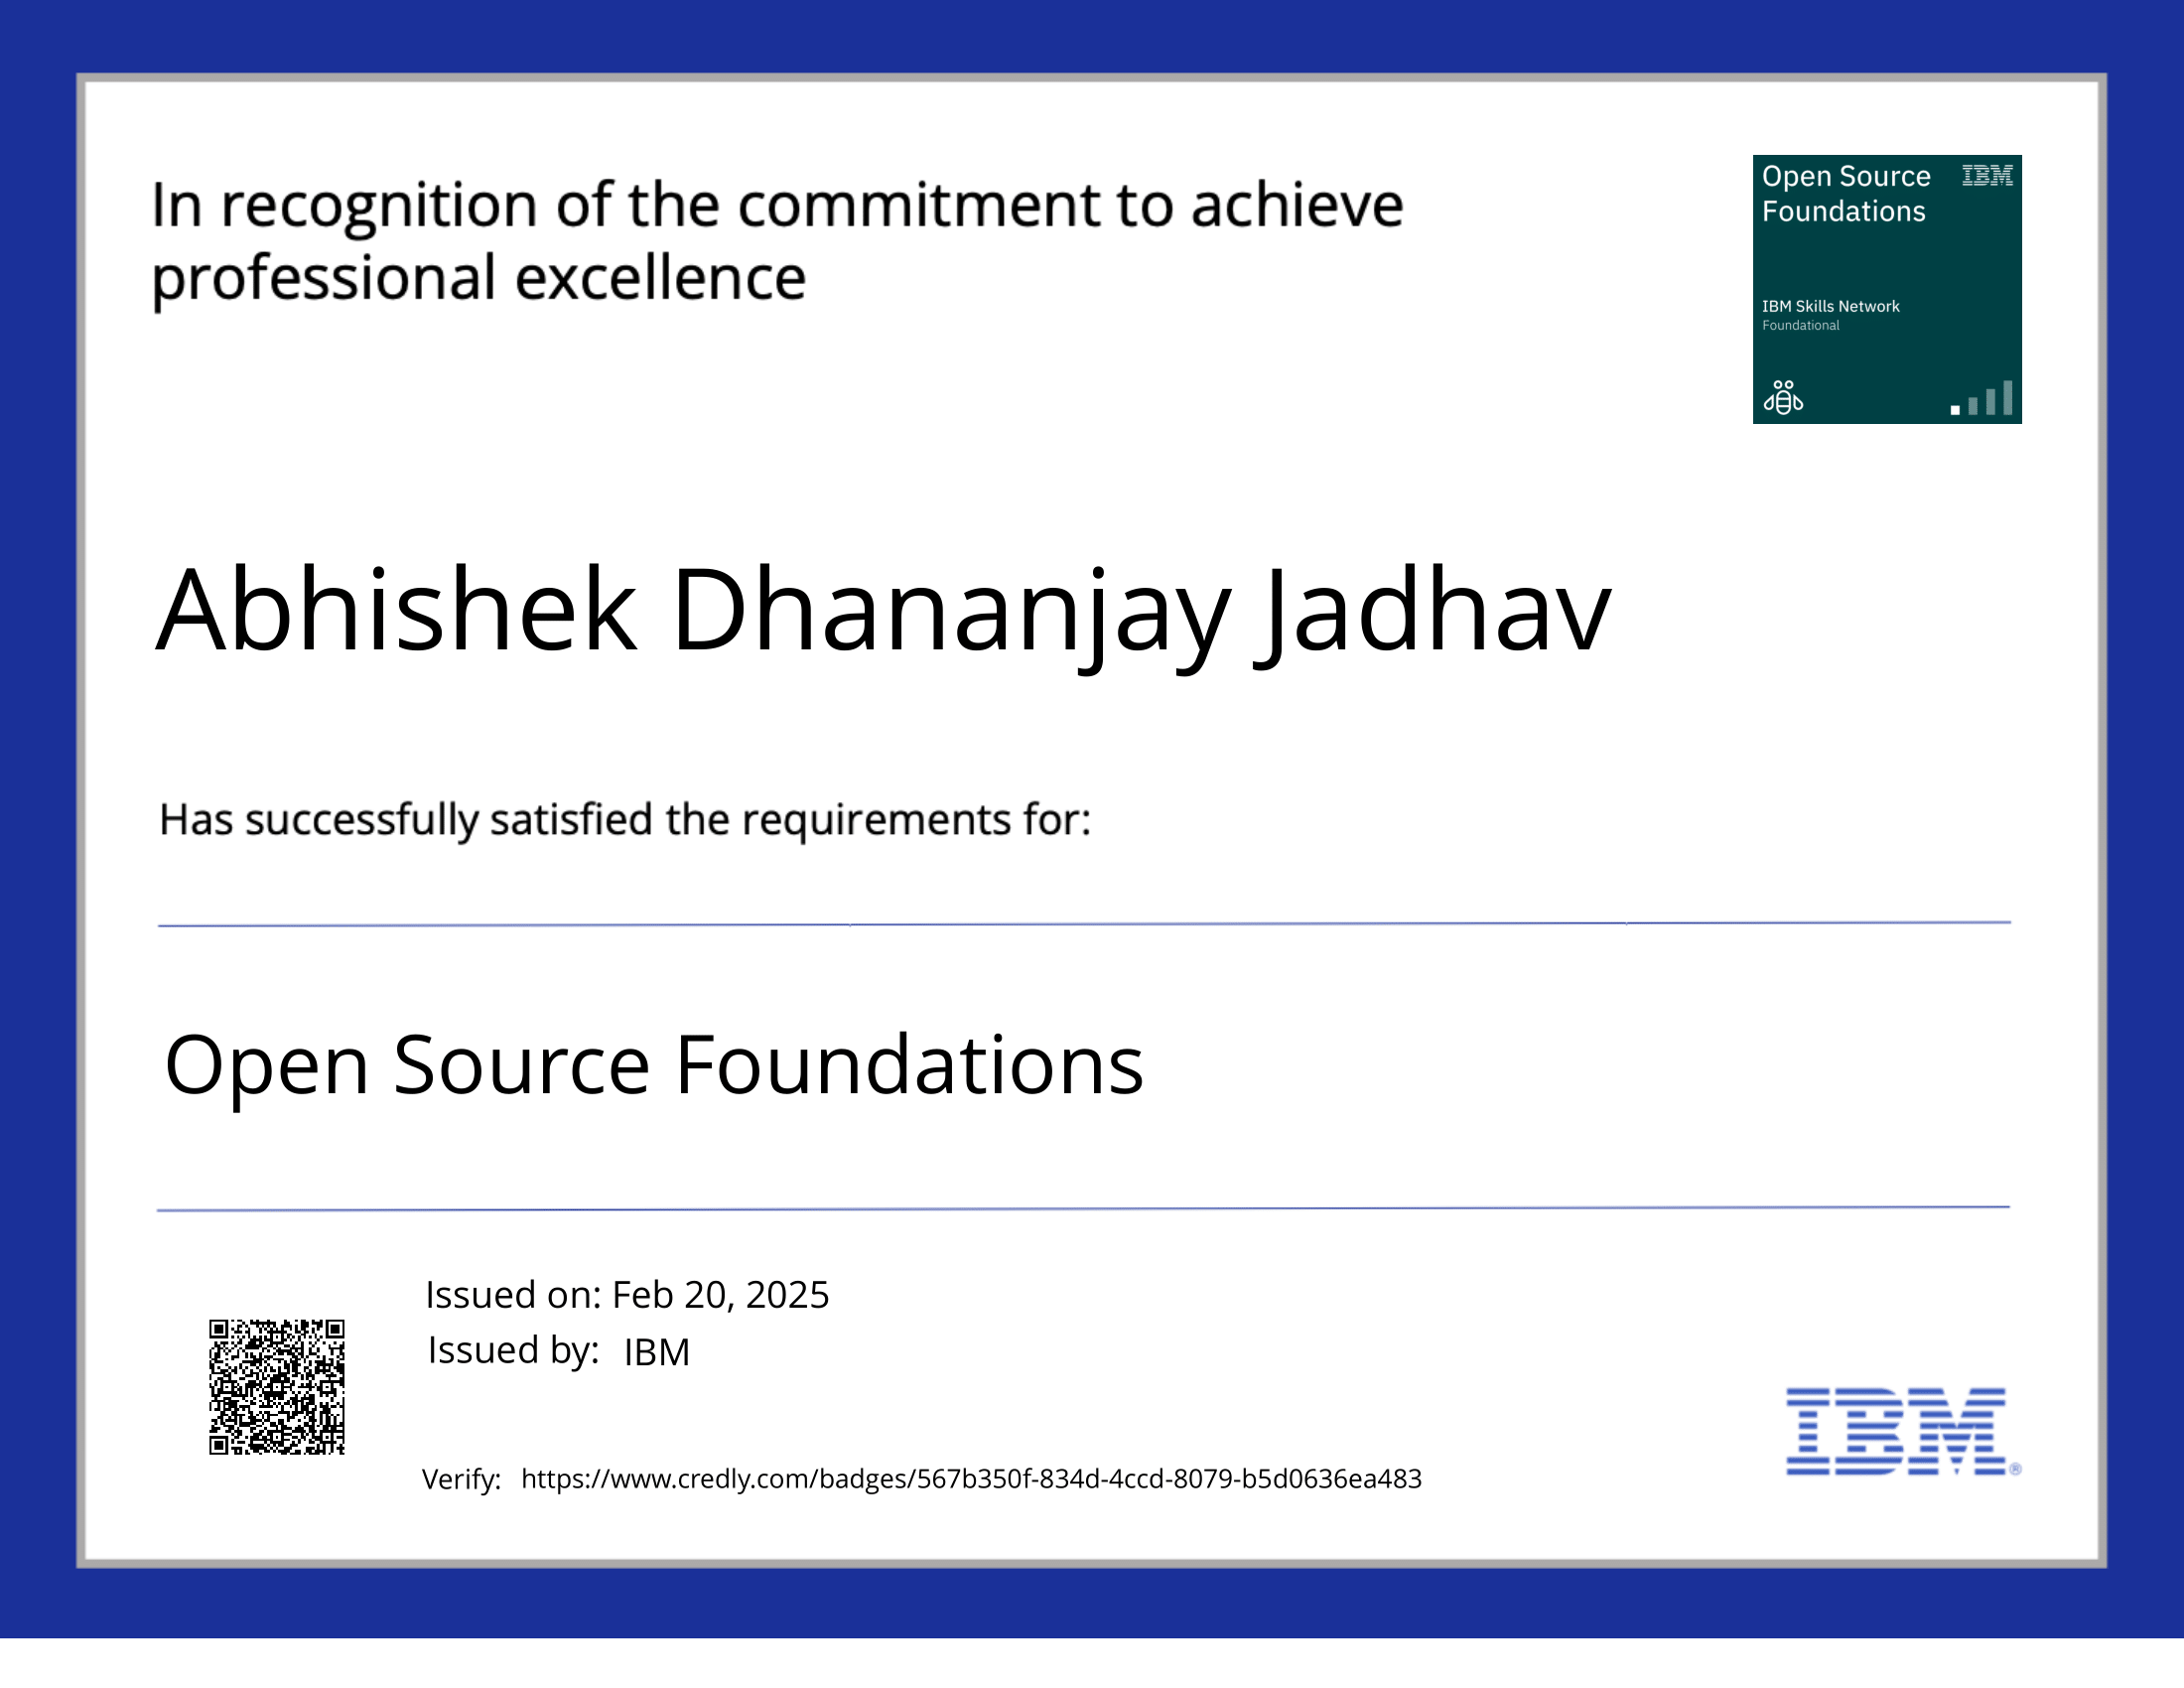 In recognition of the commitment to achieve
professional excellence
Open Source
Foundations
IBM
IBM Skills Network
Foundational
Abhishek Dhananjay Jadhav
Has successfully satisfied the requirements for:
Open Source Foundations
Issued on: Feb 20, 2025
Issued by: IBM
Verify: https://www.credly.com/badges/567b350f-834d-4ccd-8079-b5d0636ea483
IBM®